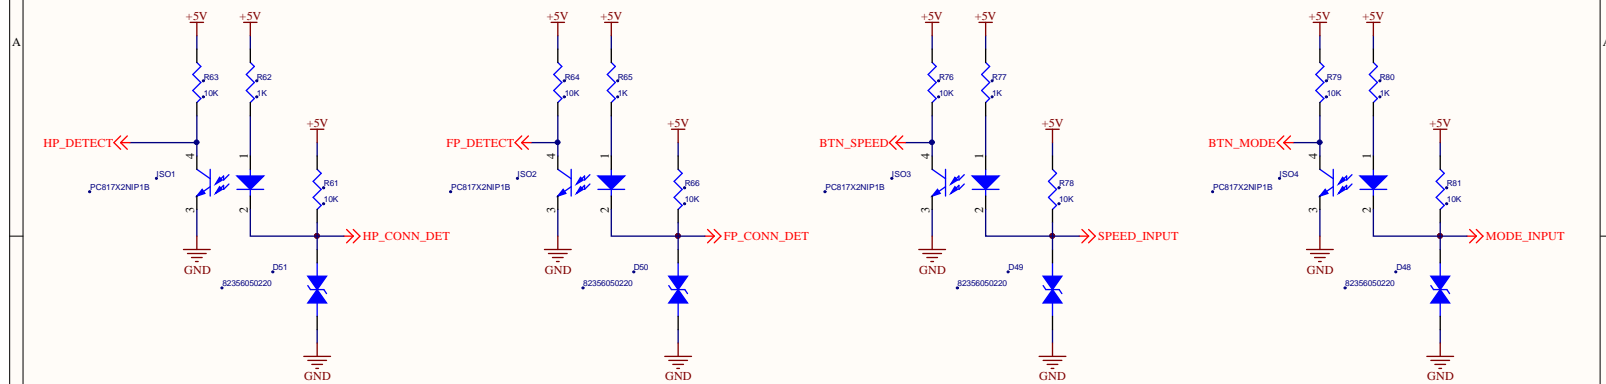 +5V +5V +5V +5V +5V +5V +5V +5V
A
R63 R62 R64 R65 R76 R77 R79 R80
10K 1K 10K 1K 10K 1K 10K 1K
+5V +5V +5V +5V
HP_DETECT FP_DETECT BTN_SPEED BTN_MODE
4 1 4 1 4 1 4 1
ISO1 ISO2 ISO3 ISO4
PC817X2NIP1B R61 PC817X2NIP1B R66 PC817X2NIP1B R78 PC817X2NIP1B R81
10K 10K 10K 10K
3 2 3 2 3 2 3 2
HP_CONN_DET FP_CONN_DET SPEED_INPUT MODE_INPUT
GND GND GND GND
D51 D50 D49 D48
82356050220 82356050220 82356050220 82356050220
GND GND GND GND